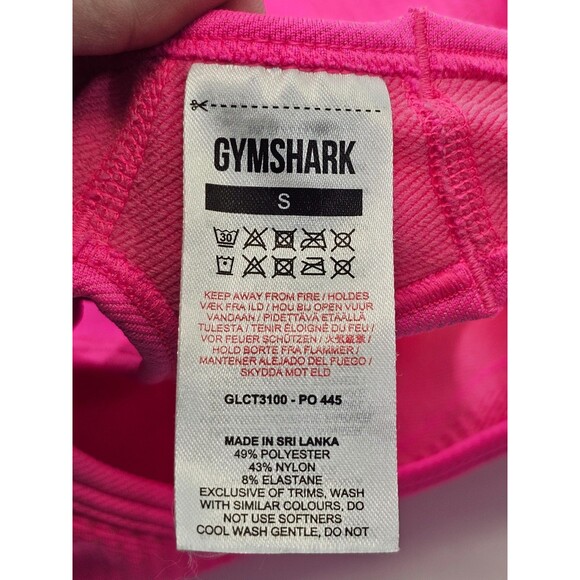 GYMSHARK
S
30
KEEP AWAY FROM FIRE / HOLDES
VÆK FRA ILD / HOU BIJ OPEN VUUR
VANDAAN / PIDETTÄVÄ ETÄÄLLÄ
TULESTA / TENIR ÉLOIGNÉ DU FEU /
VOR FEUER SCHÜTZEN / 火気厳禁 /
HOLD BORTE FRA FLAMMER /
MANTENER ALEJADO DEL FUEGO /
SKYDDA MOT ELD
GLCT3100 - PO 445
MADE IN SRI LANKA
49% POLYESTER
43% NYLON
8% ELASTANE
EXCLUSIVE OF TRIMS, WASH
WITH SIMILAR COLOURS, DO
NOT USE SOFTNERS
COOL WASH GENTLE, DO NOT